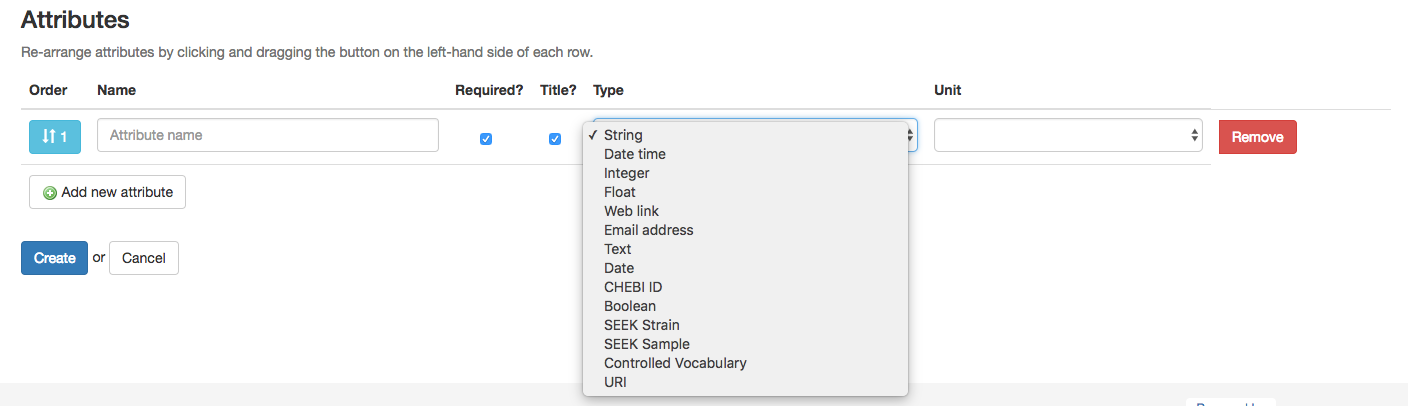 Attributes
Re-arrange attributes by clicking and dragging the button on the left-hand side of each row.
Order Name Required? Title? Type Unit
1 Attribute name ✓ String Remove
Date time
Integer
Float
Web link
Email address
Text
Date
CHEBI ID
Boolean
SEEK Strain
SEEK Sample
Controlled Vocabulary
URI
Add new attribute
Create or Cancel